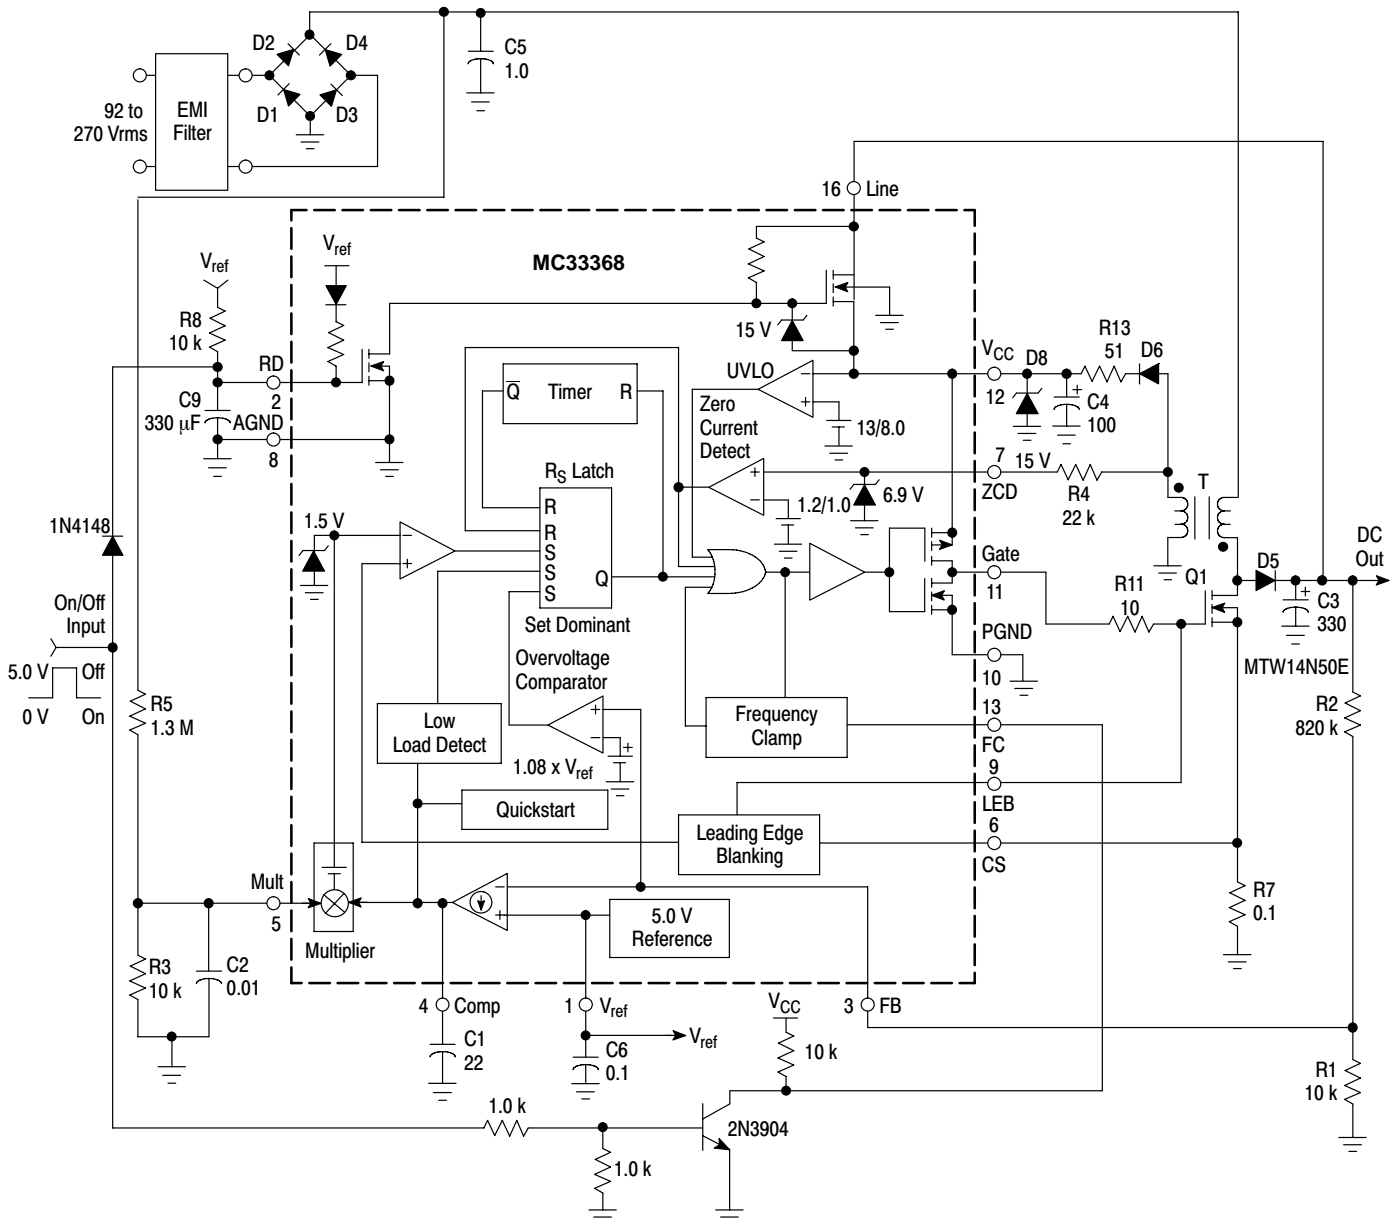 D2
D4
D1
D3
C5
1.0
92 to
270 Vrms
EMI
Filter
16
Line
MC33368
Vref
Vref
R8
10 k
RD
2
C9
330 µF
AGND
8
15 V
UVLO
VCC
12
D8
R13
51
D6
C4
100
+
13/8.0
Q
Timer
R
Zero
Current
Detect
7
15 V
ZCD
R4
22 k
T
1.2/1.0
6.9 V
RS Latch
R
R
S
S
S
Q
Set Dominant
1N4148
1.5 V
On/Off
Input
5.0 V
Off
0 V
On
Gate
11
R11
10
Q1
D5
DC
Out
C3
330
PGND
10
MTW14N50E
Overvoltage
Comparator
R5
1.3 M
Low
Load Detect
1.08 x Vref
Frequency
Clamp
13
FC
R2
820 k
Quickstart
9
LEB
Leading Edge
Blanking
6
CS
Mult
5
Multiplier
5.0 V
Reference
R7
0.1
R3
10 k
C2
0.01
4
Comp
1
Vref
VCC
3
FB
C1
22
C6
0.1
Vref
10 k
R1
10 k
1.0 k
2N3904
1.0 k